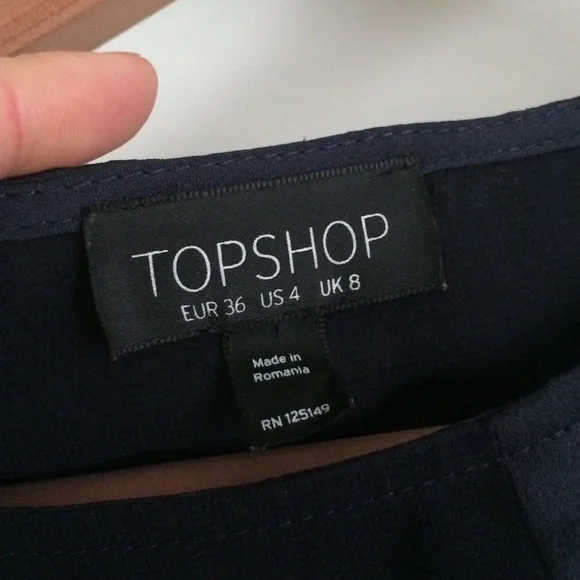 TOPSHOP
EUR 36 US 4 UK 8
Made in
Romania
RN 125149